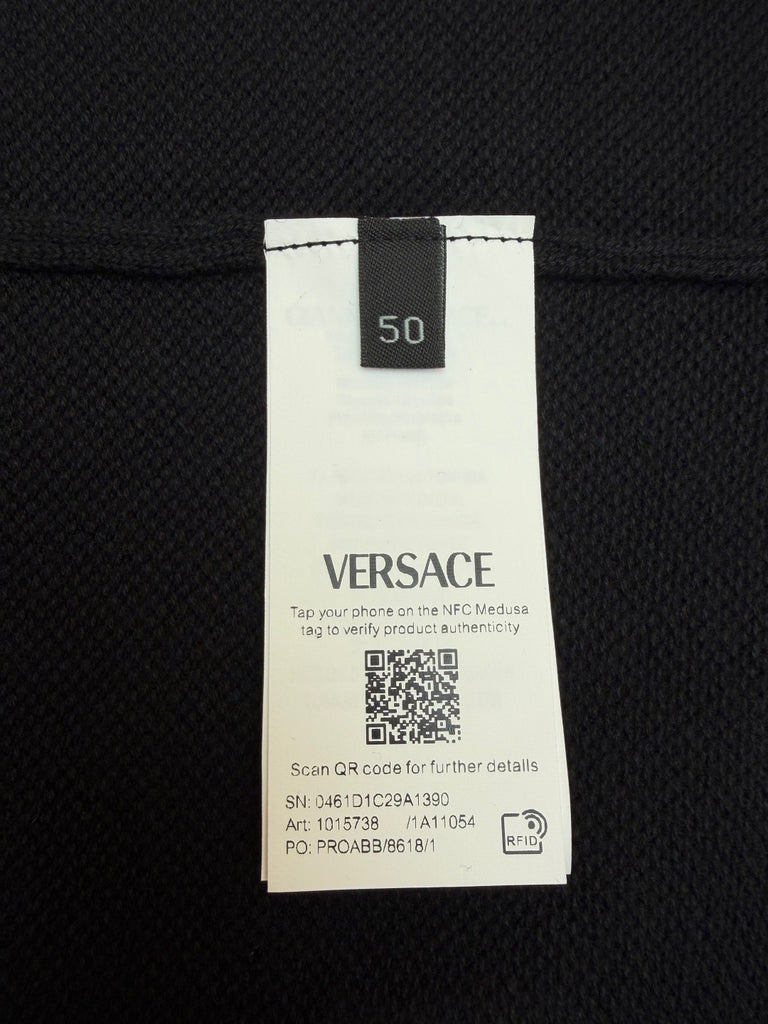 50
VERSACE
Tap your phone on the NFC Medusa
tag to verify product authenticity
Scan QR code for further details
SN: 0461D1C29A1390
Art: 1015738 /1A11054
PO: PROABB/8618/1
RFID